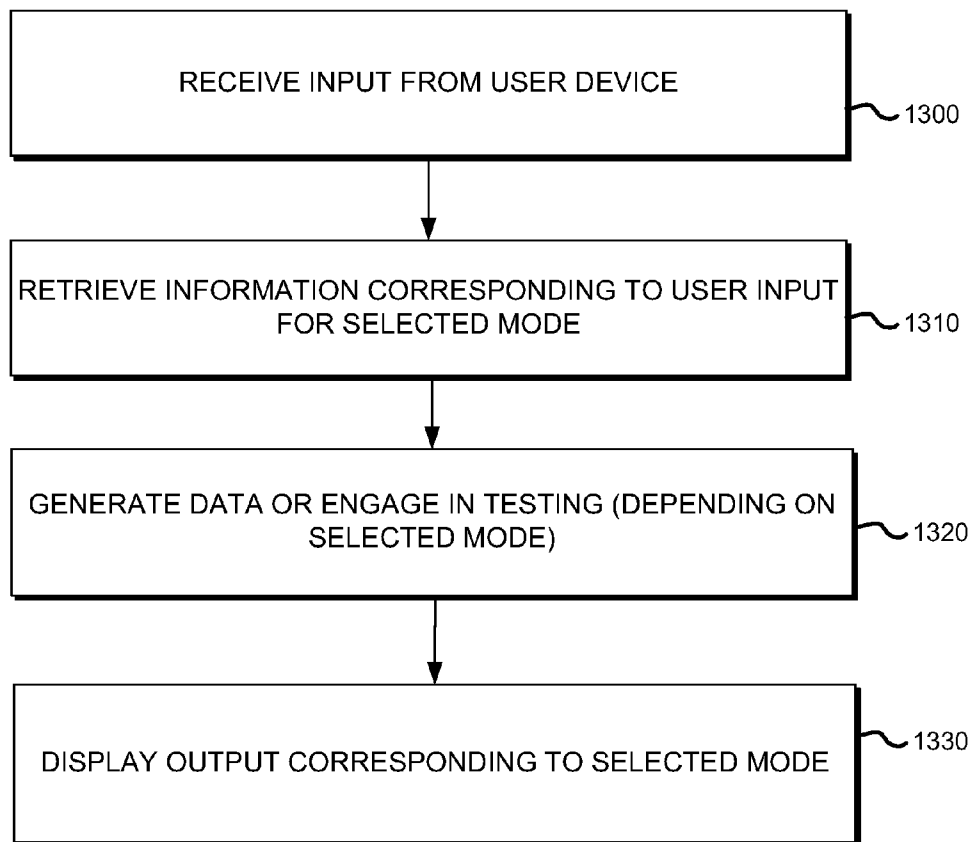 RECEIVE INPUT FROM USER DEVICE
1300
RETRIEVE INFORMATION CORRESPONDING TO USER INPUT
FOR SELECTED MODE
1310
GENERATE DATA OR ENGAGE IN TESTING (DEPENDING ON
SELECTED MODE)
1320
DISPLAY OUTPUT CORRESPONDING TO SELECTED MODE
1330